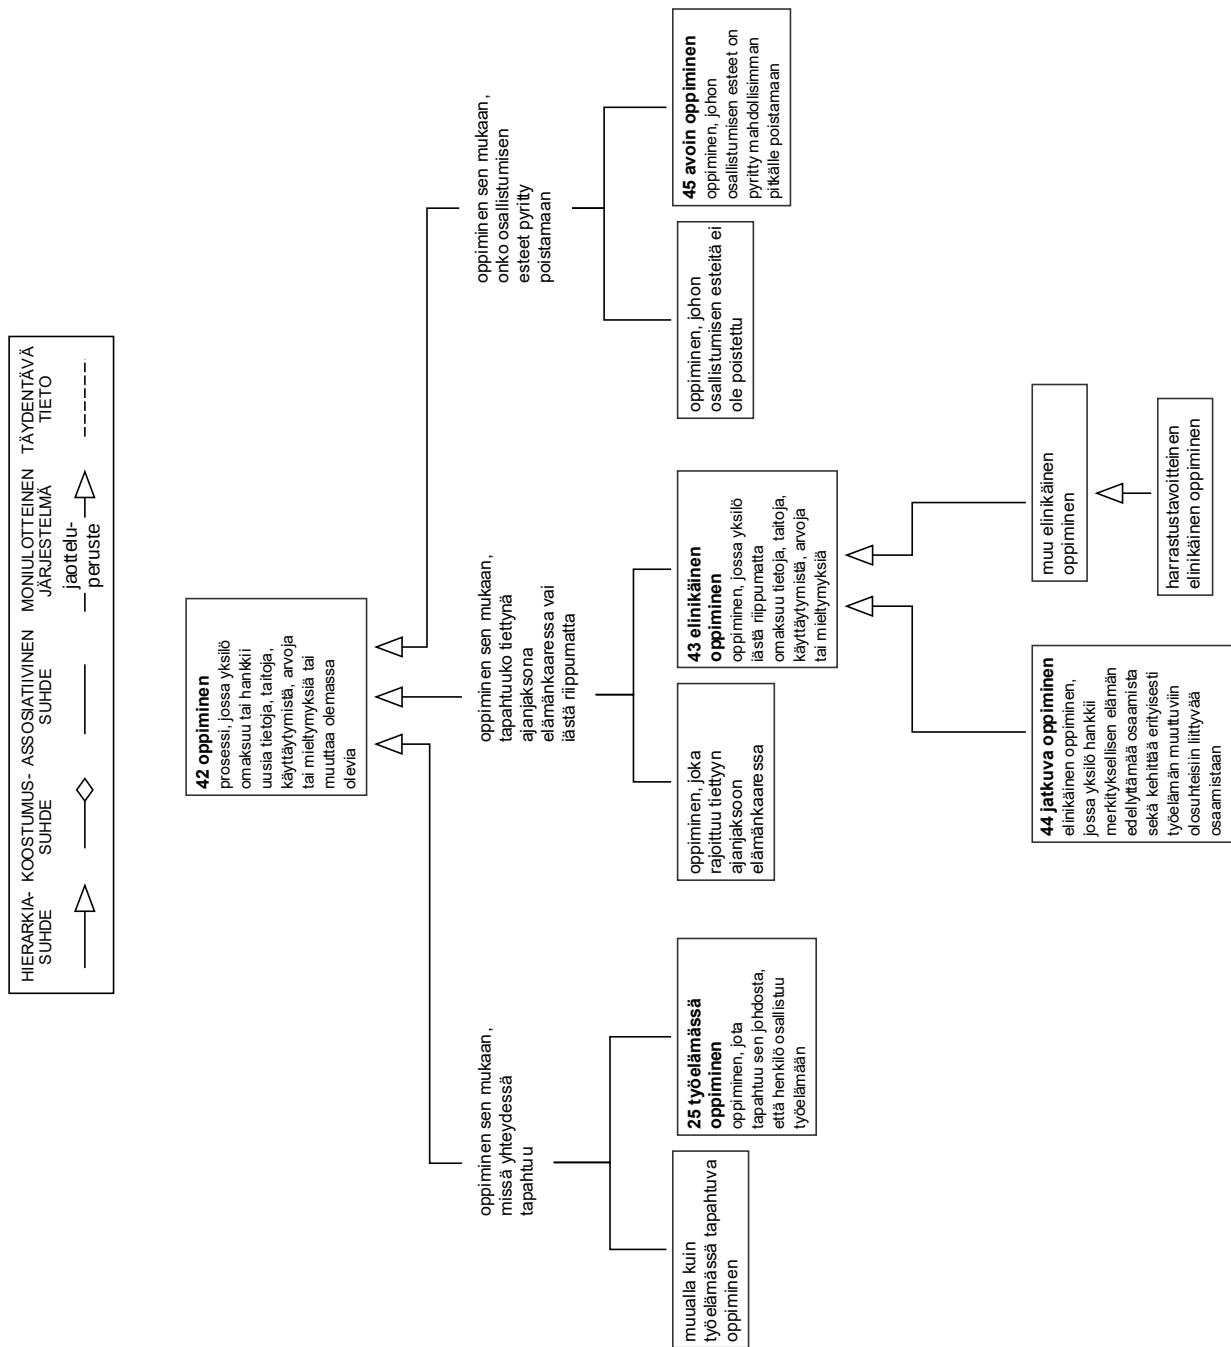 HIERARKIA-
SUHDE
KOOSTUMUS-
SUHDE
ASSOSIATIIVINEN
SUHDE
MONIULOTTEINEN
JÄRJESTELMÄ
jaottelu-
peruste
TÄYDENTÄVÄ
TIETO
42 oppiminen
prosessi, jossa yksilö
omaksuu tai hankkii
uusia tietoja, taitoja,
käyttäytymistä, arvoja
tai mieltymyksiä tai
muuttaa olemassa
olevia
oppiminen sen mukaan,
missä yhteydessä
tapahtuu
muualla kuin
työelämässä tapahtuva
oppiminen
25 työelämässä
oppiminen
oppiminen, jota
tapahtuu sen johdosta,
että henkilö osallistuu
työelämään
oppiminen sen mukaan,
tapahtuuko tiettynä
ajanjaksona
elämänkaaressa vai
iästä riippumatta
oppiminen, joka
rajoittuu tiettyyn
ajanjaksoon
elämänkaaressa
43 elinikäinen
oppiminen
oppiminen, jossa yksilö
iästä riippumatta
omaksuu tietoja, taitoja,
käyttäytymistä, arvoja
tai mieltymyksiä
44 jatkuva oppiminen
elinikäinen oppiminen,
jossa yksilö hankkii
merkityksellisen elämän
edellyttämää osaamista
sekä kehittää erityisesti
työelämän muuttuviin
olosuhteisiin liittyvää
osaamistaan
muu elinikäinen
oppiminen
harrastustavoitteinen
elinikäinen oppiminen
oppiminen sen mukaan,
onko osallistumisen
esteet pyritty
poistamaan
oppiminen, johon
osallistumisen esteitä ei
ole poistettu
45 avoin oppiminen
oppiminen, johon
osallistumisen esteet on
pyritty mahdollisimman
pitkälle poistamaan